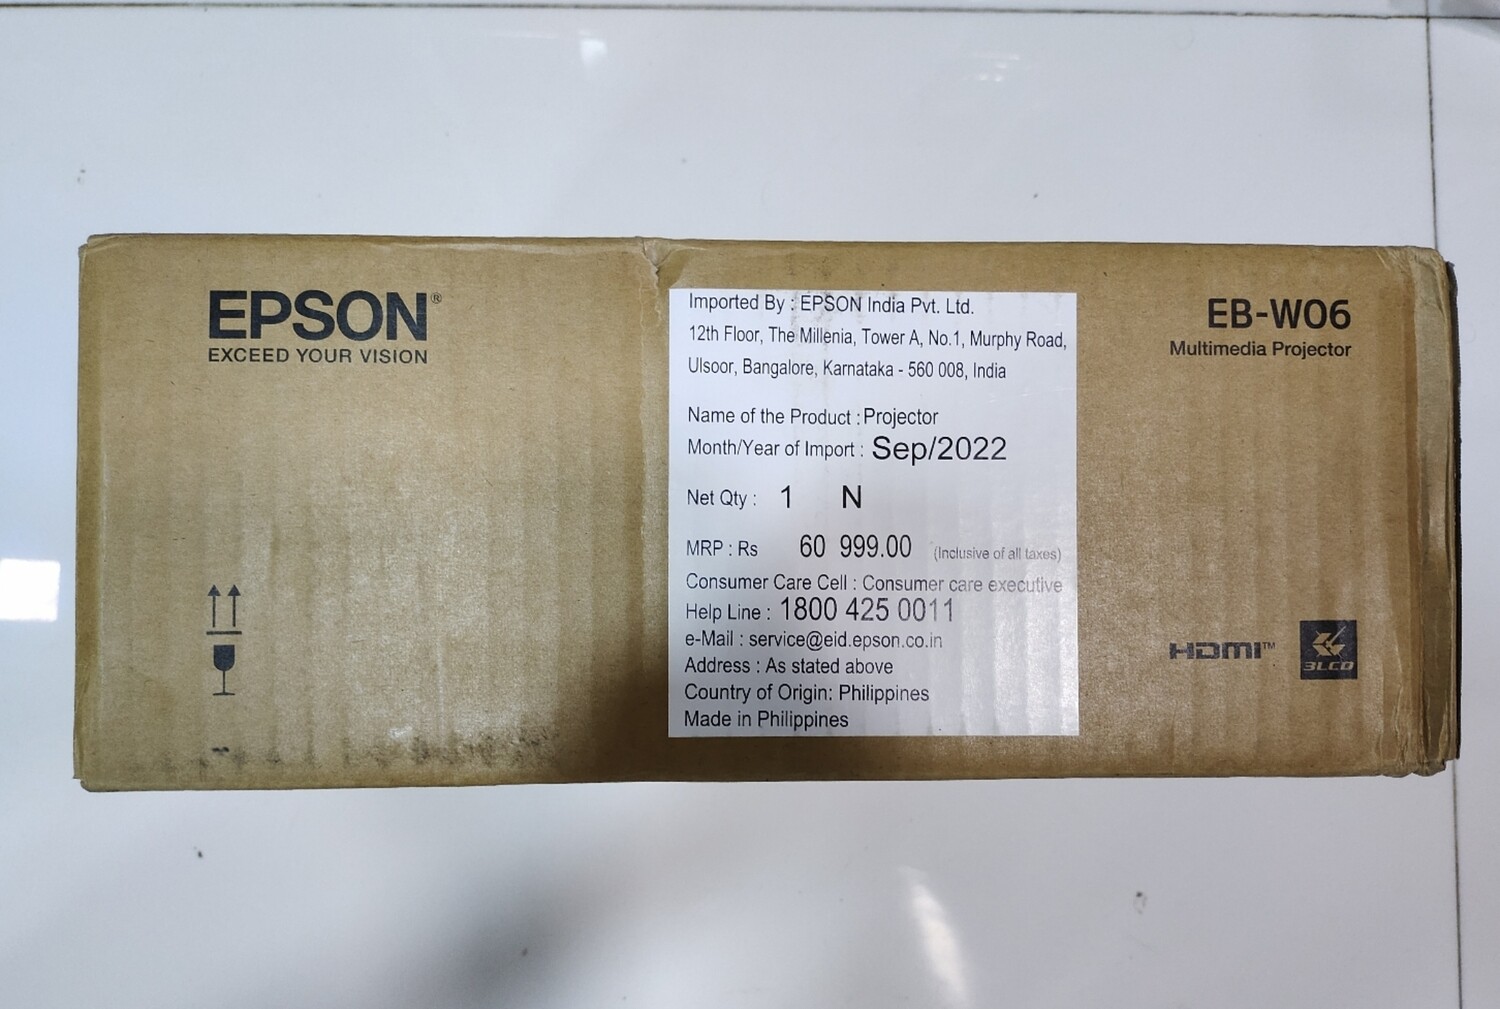 EPSON®
EXCEED YOUR VISION
Imported By : EPSON India Pvt. Ltd.
12th Floor, The Millenia, Tower A, No.1, Murphy Road,
Ulsoor, Bangalore, Karnataka - 560 008, India
Name of the Product : Projector
Month/Year of Import : Sep/2022
Net Qty : 1 N
MRP : Rs 60 999.00 (Inclusive of all taxes)
Consumer Care Cell : Consumer care executive
Help Line : 1800 425 0011
e-Mail : service@eid.epson.co.in
Address : As stated above
Country of Origin: Philippines
Made in Philippines
EB-W06
Multimedia Projector
HDMI™
3LCD